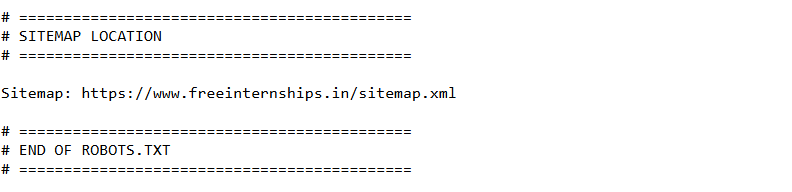 # ============================================
# SITEMAP LOCATION
# ============================================
Sitemap: https://www.freeinternships.in/sitemap.xml
# ============================================
# END OF ROBOTS.TXT
# ============================================